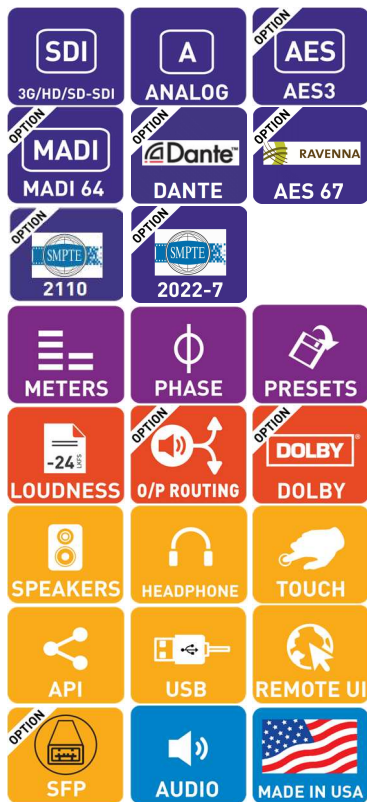 SDI
3G/HD/SD-SDI
A
ANALOG
OPTION
AES
AES3
OPTION
MADI
MADI 64
OPTION
Dante™
DANTE
OPTION
RAVENNA
AES 67
OPTION
SMPTE
2110
OPTION
SMPTE
2022-7
METERS
PHASE
PRESETS
-24 LKFS
LOUDNESS
OPTION
O/P ROUTING
OPTION
DOLBY®
DOLBY
SPEAKERS
HEADPHONE
TOUCH
API
USB
REMOTE UI
OPTION
SFP
AUDIO
MADE IN USA